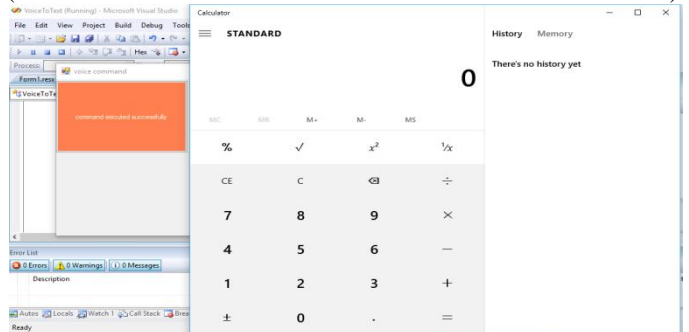 VoiceToText (Running) - Microsoft Visual Studio
File Edit View Project Build Debug Tools
Hex
Process:
Form1.resx
VoiceToTe
voice command
command executed successfully
Error List
0 Errors 0 Warnings 0 Messages
Description
Autos Locals Watch 1 Call Stack Brea
Ready
Calculator
STANDARD
0
MC MR M+ M- MS
% √ x² ¹/x
CE C ÷
7 8 9 ×
4 5 6 −
1 2 3 +
± 0 . =
History Memory
There's no history yet